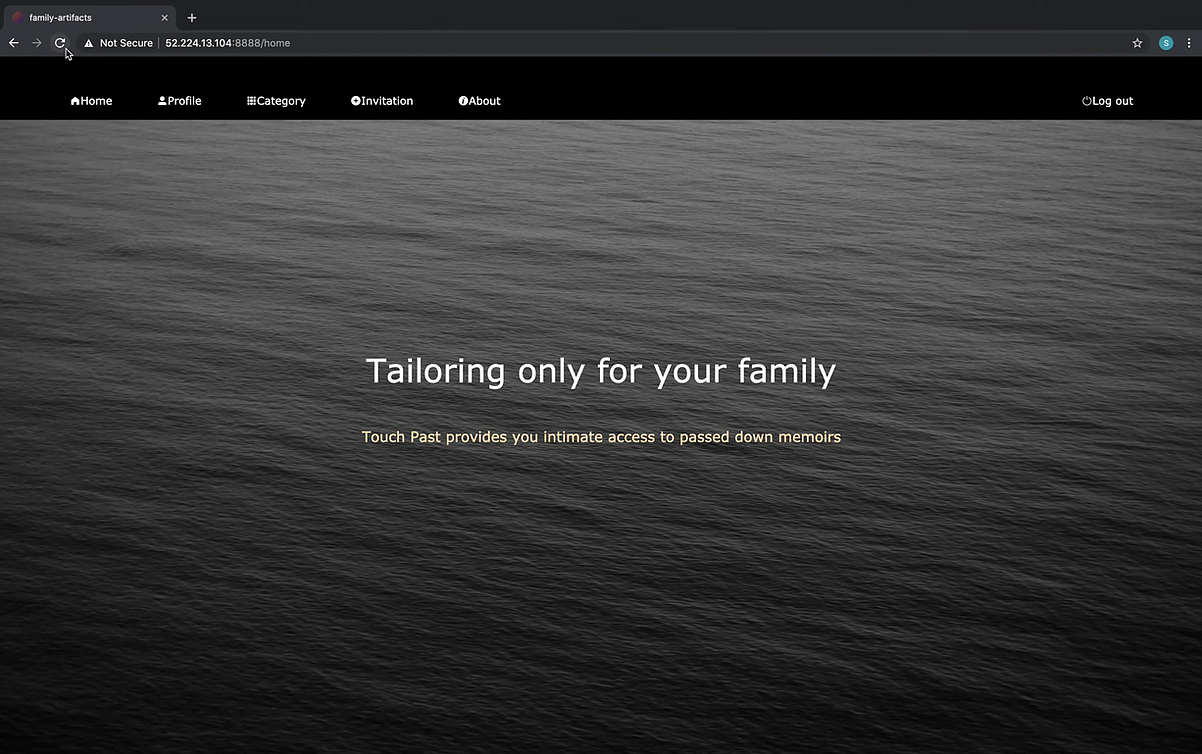 family-artifacts
Not Secure 52.224.13.104:8888/home S
Home Profile Category Invitation About Log out
Tailoring only for your family
Touch Past provides you intimate access to passed down memoirs